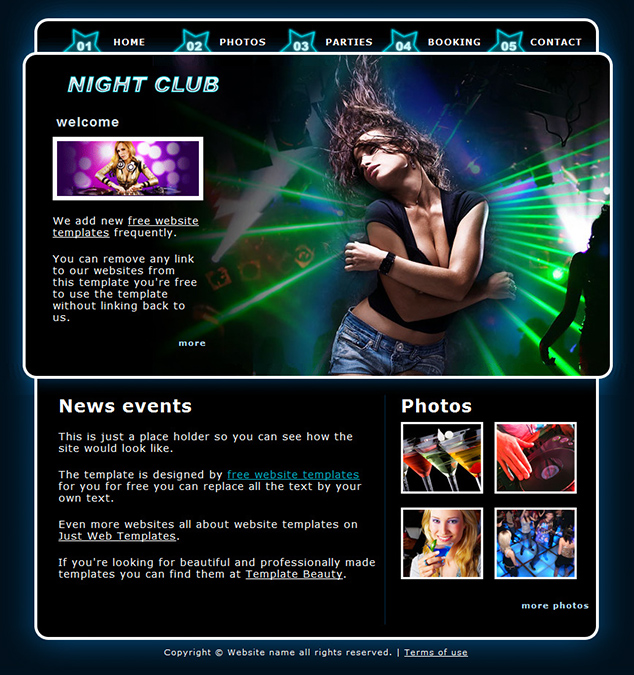 01 HOME 02 PHOTOS 03 PARTIES 04 BOOKING 05 CONTACT
NIGHT CLUB
welcome
We add new free website
templates frequently.
You can remove any link
to our websites from
this template you're free
to use the template
without linking back to
us.
more
News events
This is just a place holder so you can see how the
site would look like.
The template is designed by free website templates
for you for free you can replace all the text by your
own text.
Even more websites all about website templates on
Just Web Templates.
If you're looking for beautiful and professionally made
templates you can find them at Template Beauty.
Photos
more photos
Copyright © Website name all rights reserved. | Terms of use